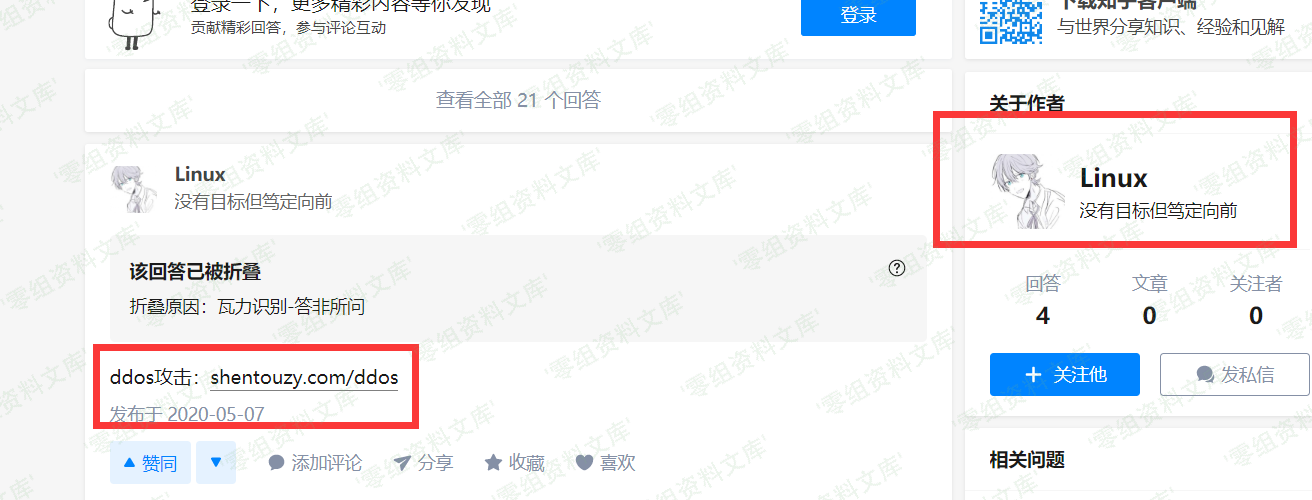 登录一下，更多精彩内容等你发现
贡献精彩回答，参与评论互动
登录
下载知乎客户端
与世界分享知识、经验和见解
查看全部 21 个回答
Linux
没有目标但笃定向前
该回答已被折叠
折叠原因：瓦力识别-答非所问
ddos攻击：shentouzy.com/ddos
发布于 2020-05-07
赞同
添加评论
分享
收藏
喜欢
关于作者
Linux
没有目标但笃定向前
回答
4
文章
0
关注者
0
关注他
发私信
相关问题
'零组资料文库'